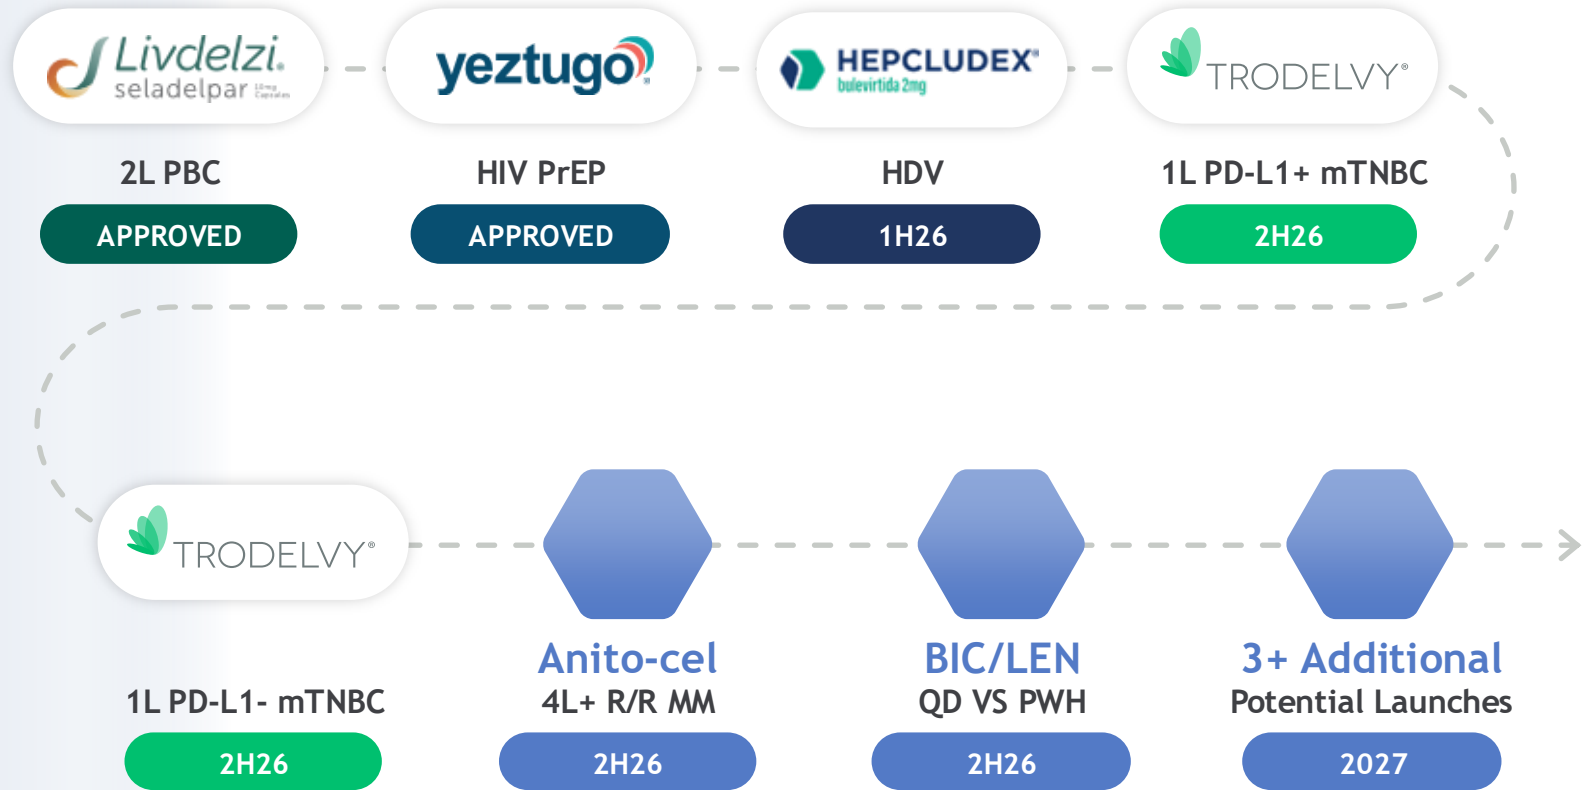 Livdelzi.
seladelpar 10mg Capsules
yeztugo®
HEPCLUDEX®
bulevirtida 2mg
TRODELVY®
2L PBC
HIV PrEP
HDV
1L PD-L1+ mTNBC
APPROVED
APPROVED
1H26
2H26
TRODELVY®
Anito-cel
BIC/LEN
3+ Additional
1L PD-L1- mTNBC
4L+ R/R MM
QD VS PWH
Potential Launches
2H26
2H26
2H26
2027